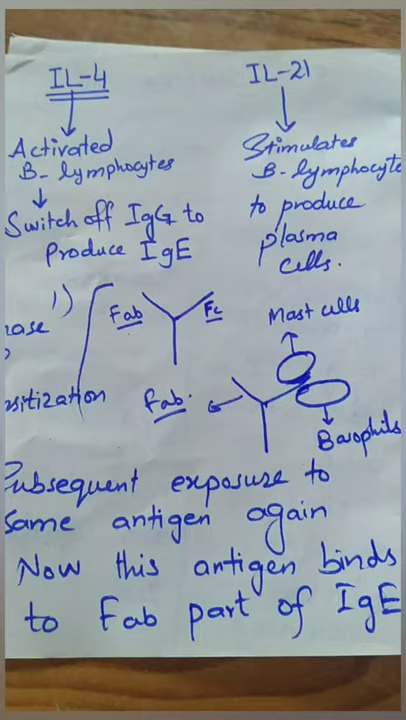 IL-4
Activated
B-lymphocytes
Switch off IgG to
produce IgE
IL-21
Stimulates
B-lymphocyte
to produce
plasma
cells.
1)
Fab
Fc
Mast cells
Fab.
Basophils
Subsequent exposure to
same antigen again
Now this antigen binds
to Fab part of IgE